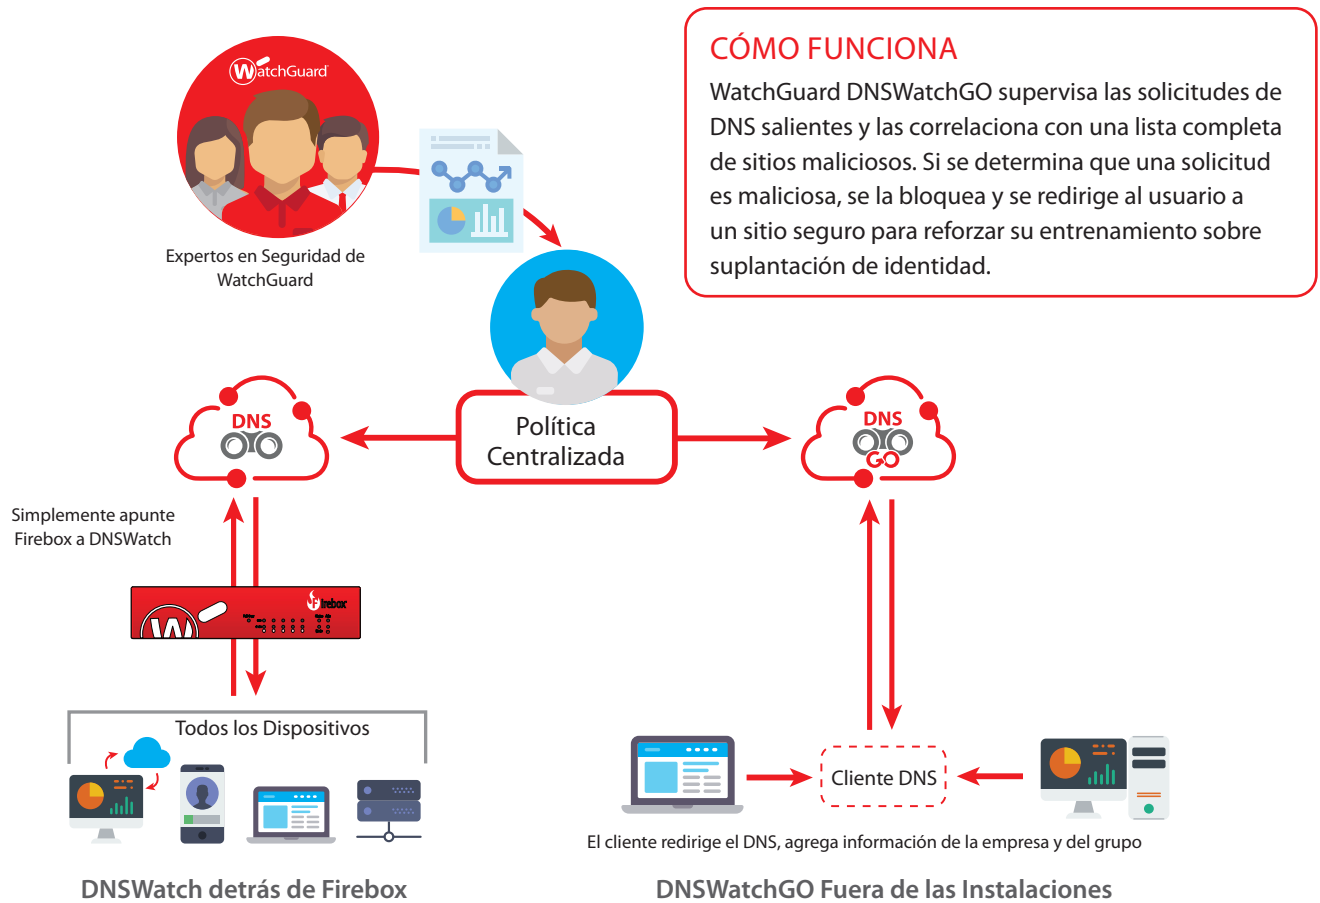 WatchGuard
Expertos en Seguridad de
WatchGuard
CÓMO FUNCIONA
WatchGuard DNSWatchGO supervisa las solicitudes de
DNS salientes y las correlaciona con una lista completa
de sitios maliciosos. Si se determina que una solicitud
es maliciosa, se la bloquea y se redirige al usuario a
un sitio seguro para reforzar su entrenamiento sobre
suplantación de identidad.
Política
Centralizada
DNS
DNS
GO
Simplemente apunte
Firebox a DNSWatch
Firebox
W
Todos los Dispositivos
Cliente DNS
El cliente redirige el DNS, agrega información de la empresa y del grupo
DNSWatch detrás de Firebox
DNSWatchGO Fuera de las Instalaciones